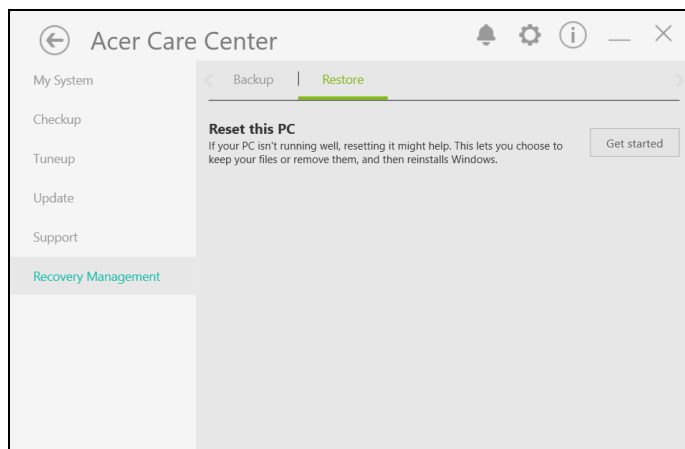 Acer Care Center
My System
Backup | Restore
Checkup
Reset this PC
If your PC isn't running well, resetting it might help. This lets you choose to
keep your files or remove them, and then reinstalls Windows.
Get started
Tuneup
Update
Support
Recovery Management